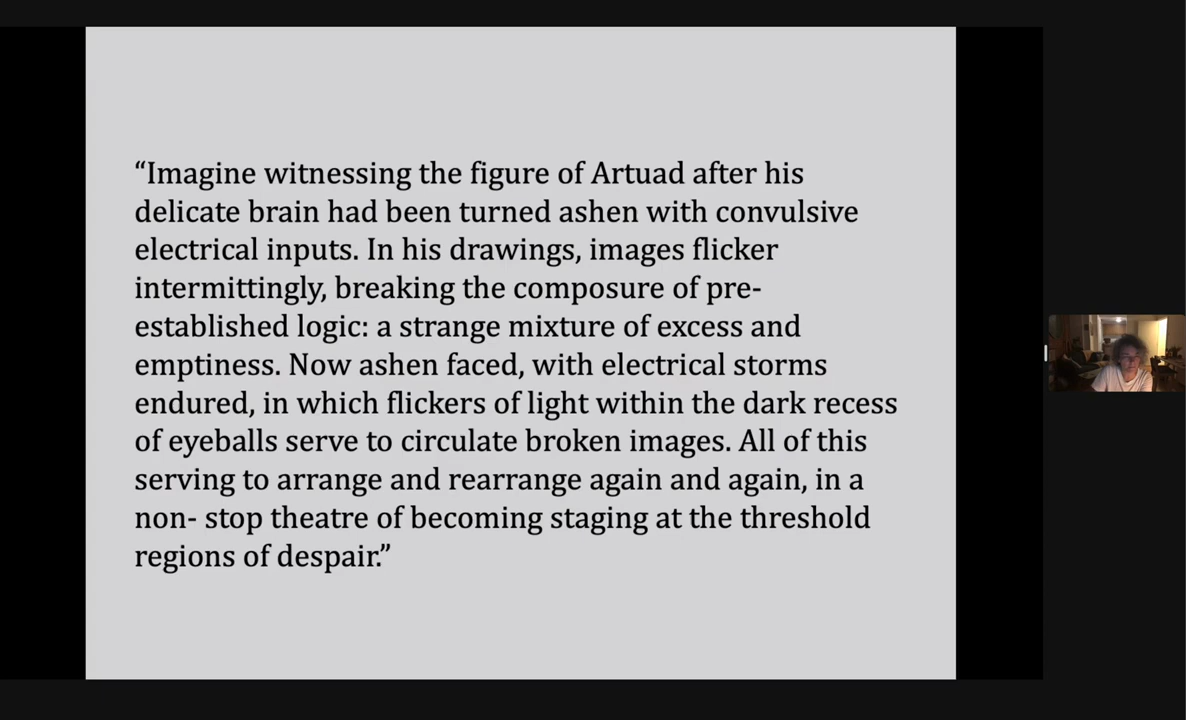 “Imagine witnessing the figure of Artuad after his
delicate brain had been turned ashen with convulsive
electrical inputs. In his drawings, images flicker
intermittingly, breaking the composure of pre-
established logic: a strange mixture of excess and
emptiness. Now ashen faced, with electrical storms
endured, in which flickers of light within the dark recess
of eyeballs serve to circulate broken images. All of this
serving to arrange and rearrange again and again, in a
non- stop theatre of becoming staging at the threshold
regions of despair.”